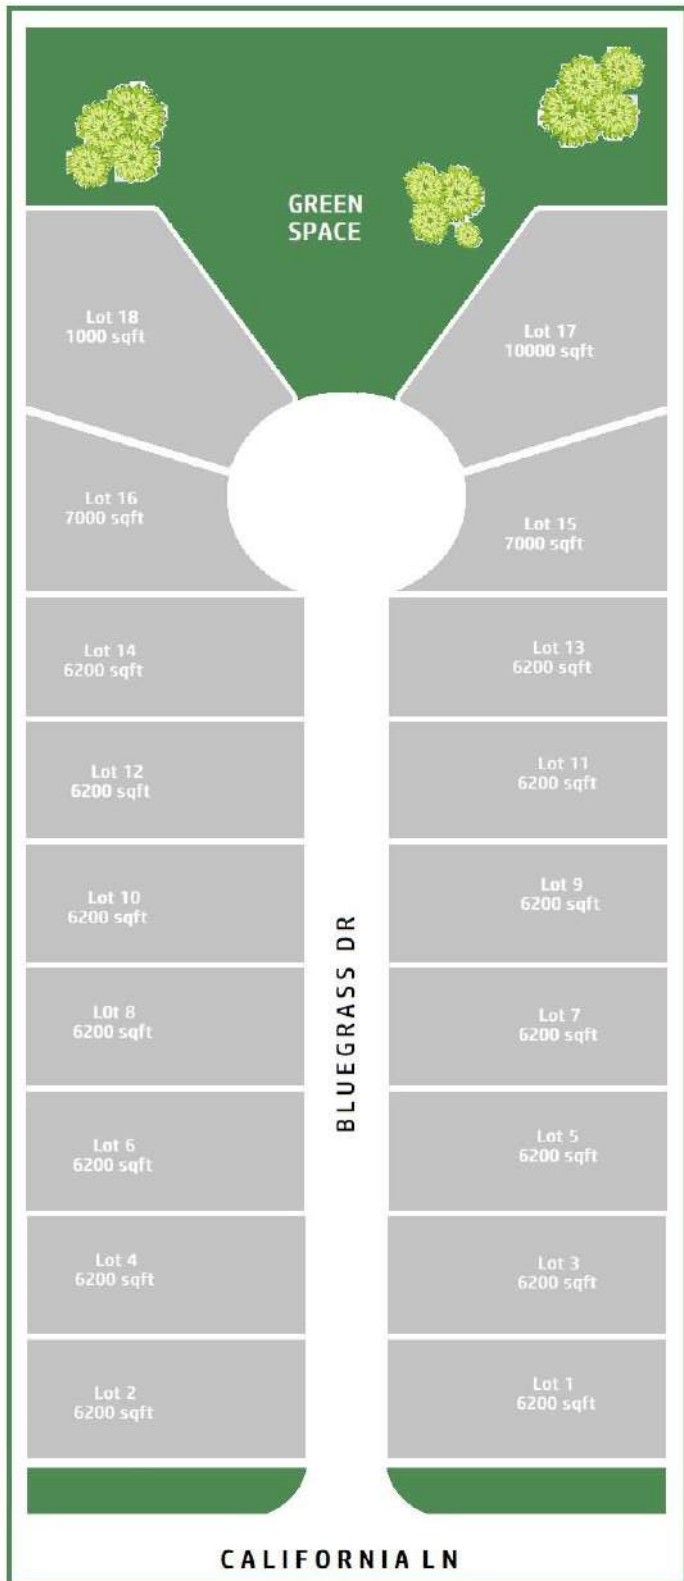 GREEN
SPACE
Lot 18
1000 sqft
Lot 17
10000 sqft
Lot 16
7000 sqft
Lot 15
7000 sqft
Lot 14
6200 sqft
Lot 13
6200 sqft
Lot 12
6200 sqft
Lot 11
6200 sqft
Lot 10
6200 sqft
Lot 9
6200 sqft
L0t 8
6200 sqft
Lot 7
6200 sqft
BLUEGRASS DR
Lot 6
6200 sqft
Lot 5
6200 sqft
Lot 4
6200 sqft
Lot 3
6200 sqft
Lot 2
6200 sqft
Lot 1
6200 sqft
CALIFORNIA LN